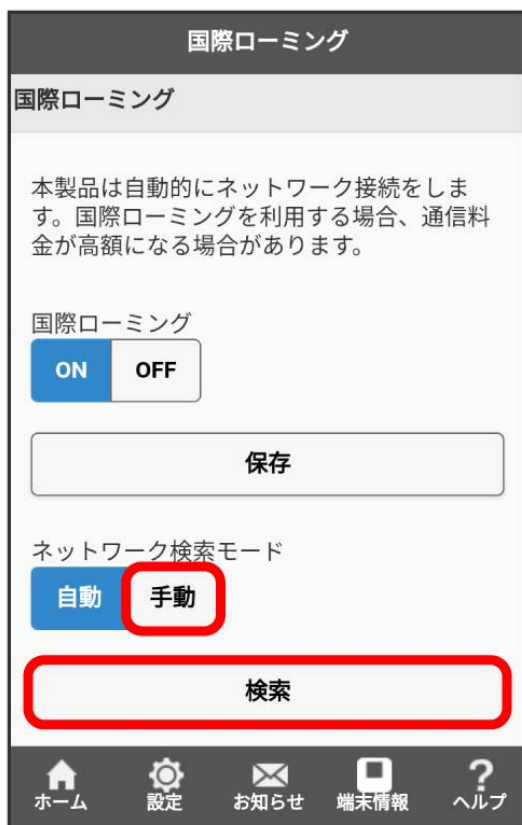 国際ローミング
国際ローミング
本製品は自動的にネットワーク接続をしま
す。国際ローミングを利用する場合、通信料
金が高額になる場合があります。
国際ローミング
ON OFF
保存
ネットワーク検索モード
自動 手動
検索
ホーム 設定 お知らせ 端末情報 ヘルプ